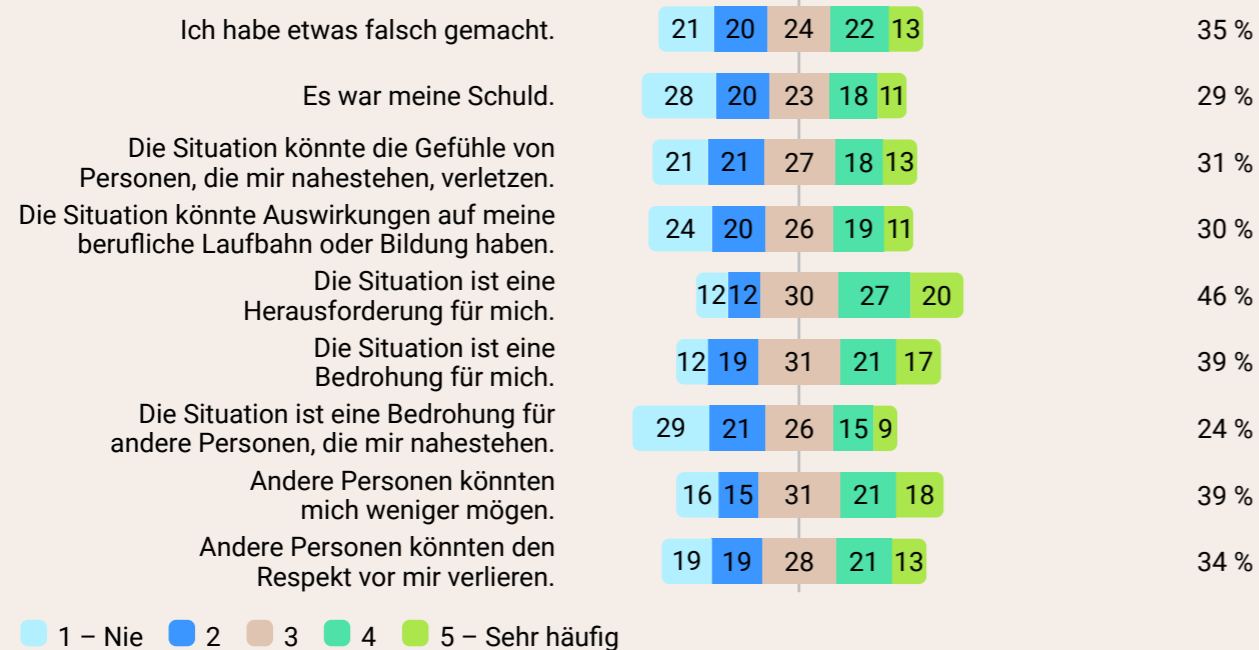 Ich habe etwas falsch gemacht.
21 20 24 22 13
35 %
Es war meine Schuld.
28 20 23 18 11
29 %
Die Situation könnte die Gefühle von
Personen, die mir nahestehen, verletzen.
21 21 27 18 13
31 %
Die Situation könnte Auswirkungen auf meine
berufliche Laufbahn oder Bildung haben.
24 20 26 19 11
30 %
Die Situation ist eine
Herausforderung für mich.
12 12 30 27 20
46 %
Die Situation ist eine
Bedrohung für mich.
12 19 31 21 17
39 %
Die Situation ist eine Bedrohung für
andere Personen, die mir nahestehen.
29 21 26 15 9
24 %
Andere Personen könnten
mich weniger mögen.
16 15 31 21 18
39 %
Andere Personen könnten den
Respekt vor mir verlieren.
19 19 28 21 13
34 %
1 – Nie 2 3 4 5 – Sehr häufig